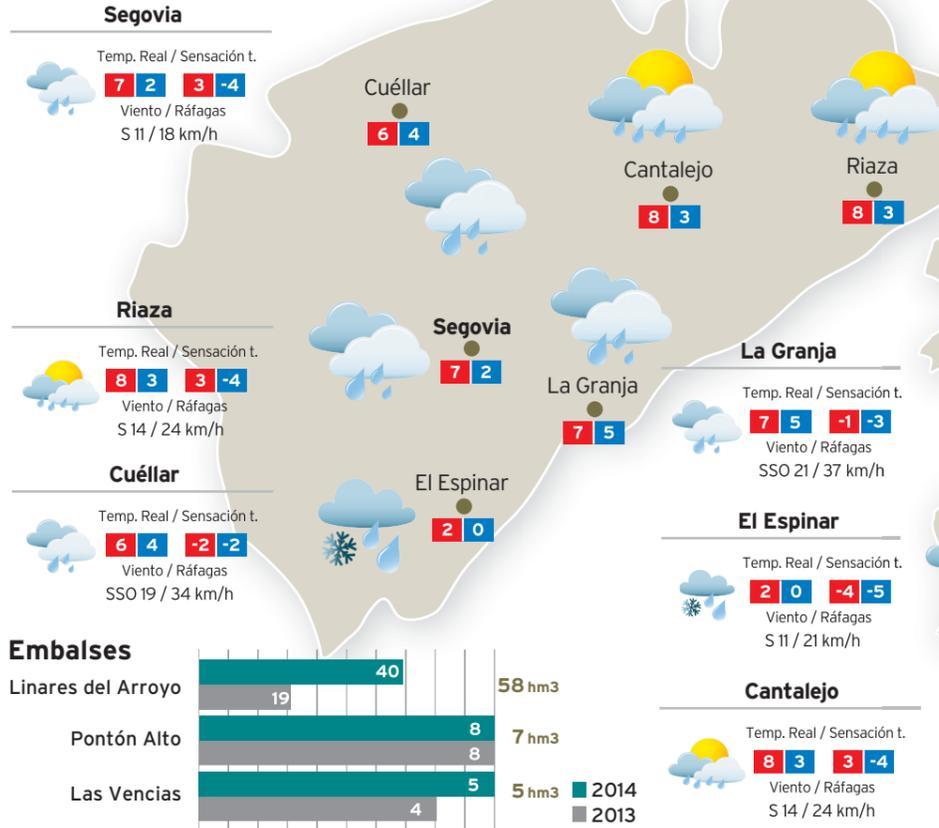 Segovia
Temp. Real / Sensación t.
7 2 3 -4
Viento / Ráfagas
S 11 / 18 km/h
Cuéllar
6 4
Cantalejo
8 3
Riaza
8 3
Riaza
Temp. Real / Sensación t.
8 3 3 -4
Viento / Ráfagas
S 14 / 24 km/h
Segovia
7 2
La Granja
7 5
La Granja
Temp. Real / Sensación t.
7 5 -1 -3
Viento / Ráfagas
SSO 21 / 37 km/h
Cuéllar
Temp. Real / Sensación t.
6 4 -2 -2
Viento / Ráfagas
SSO 19 / 34 km/h
El Espinar
2 0
El Espinar
Temp. Real / Sensación t.
2 0 -4 -5
Viento / Ráfagas
S 11 / 21 km/h
Embalses
Linares del Arroyo
40
19
58 hm3
Pontón Alto
8
8
7 hm3
Las Vencias
5
4
5 hm3
2014
2013
Cantalejo
Temp. Real / Sensación t.
8 3 3 -4
Viento / Ráfagas
S 14 / 24 km/h